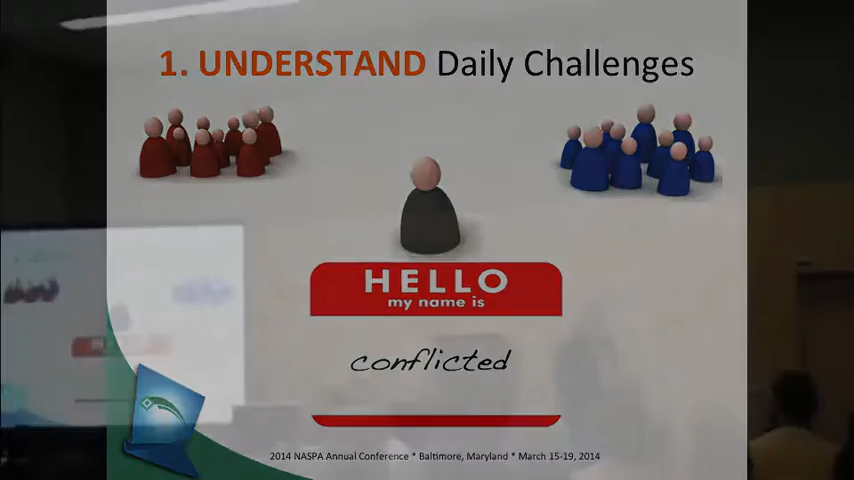 1. UNDERSTAND Daily Challenges
HELLO
my name is
conflicted
2014 NASPA Annual Conference * Baltimore, Maryland * March 15-19, 2014